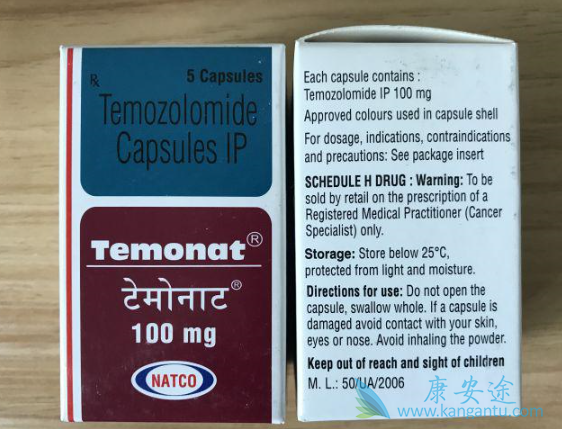 Rx 5 Capsules
Temozolomide
Capsules IP
Temonat®
टेमोनाट®
100 mg
NATCO
Each capsule contains :
Temozolomide IP 100 mg
Approved colours used in capsule shell
For dosage, indications, contraindications
and precautions: See package insert
SCHEDULE H DRUG : Warning: To be
sold by retail on the prescription of a
Registered Medical Practitioner (Cancer
Specialist) only.
Storage: Store below 25°C,
protected from light and moisture.
Directions for use: Do not open the
capsule, swallow whole. If a capsule is
damaged avoid contact with your skin,
eyes or nose. Avoid inhaling the powder.
Keep out of reach and sight of children
M. L.: 50/UA/2006
康安途
www.kangantu.com